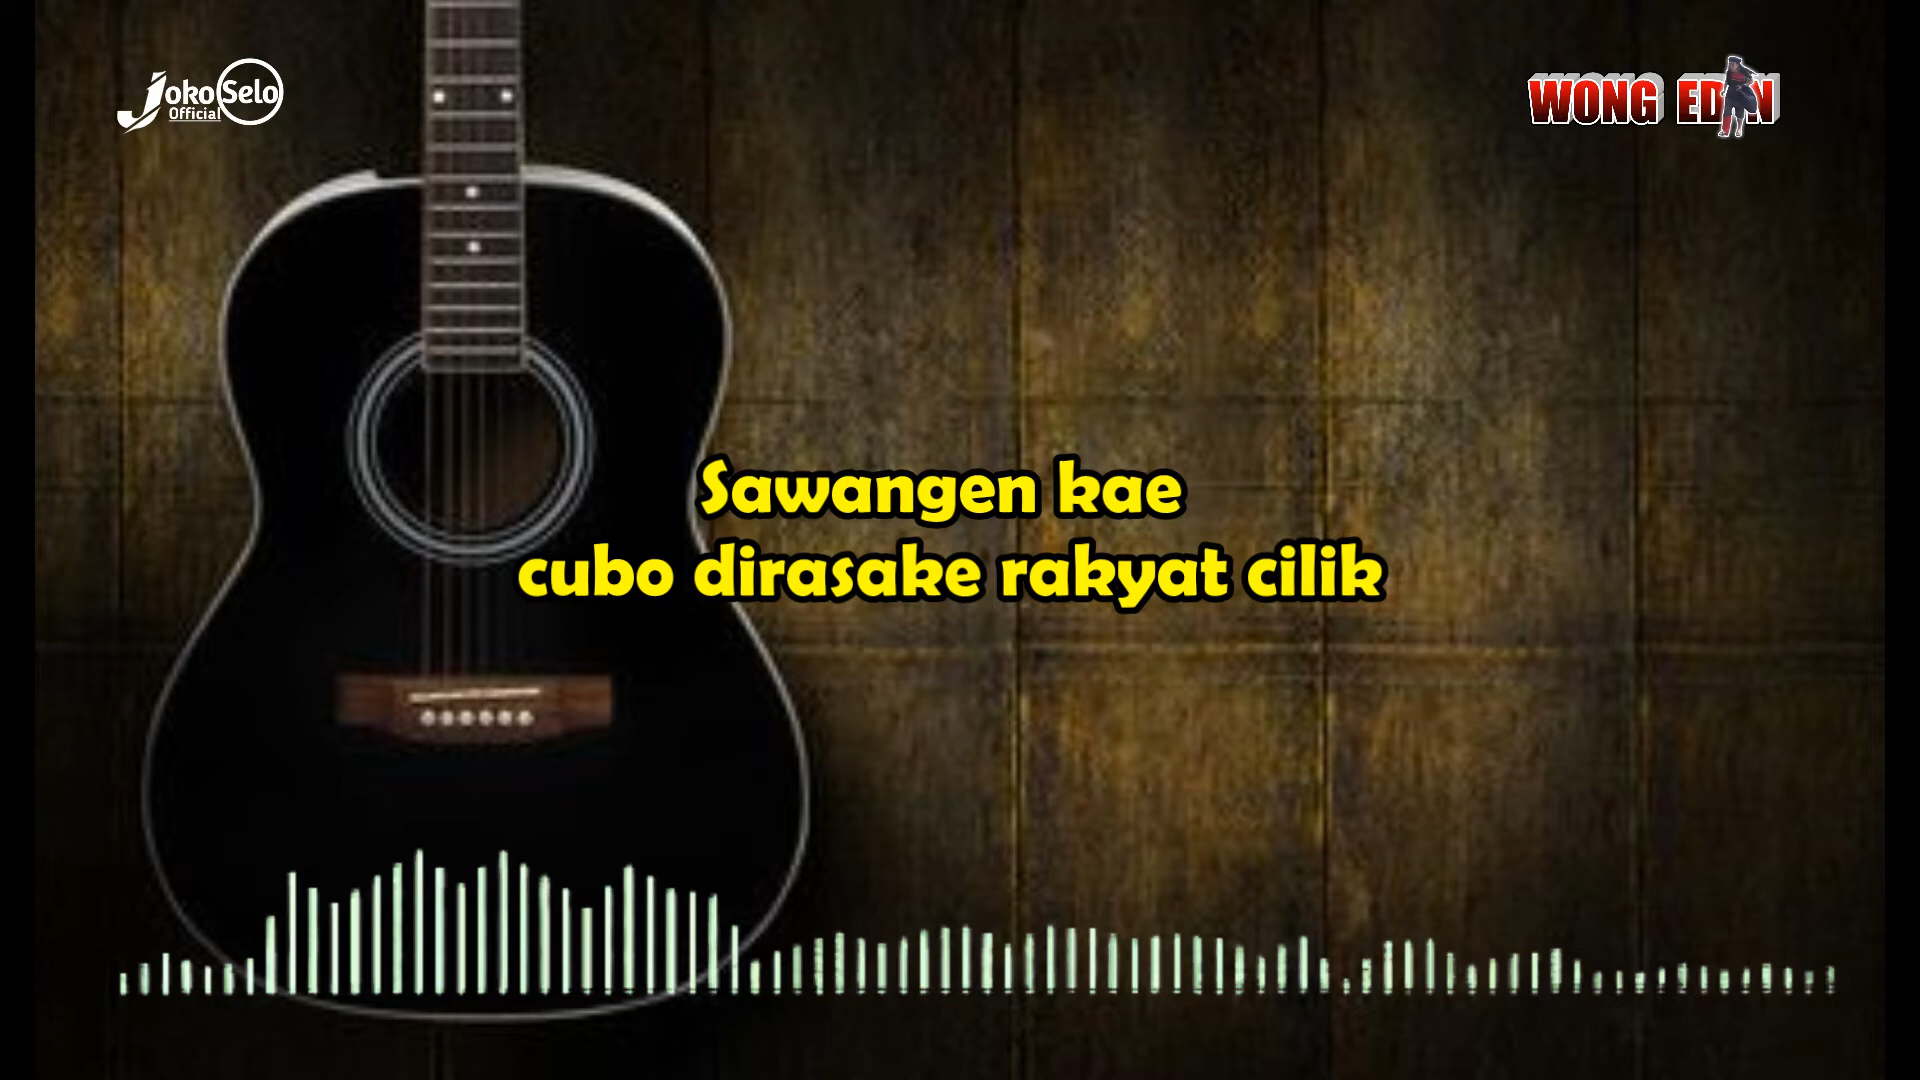 Joko Selo
Official
WONG EDAN
Sawangen kae
cubo dirasake rakyat cilik